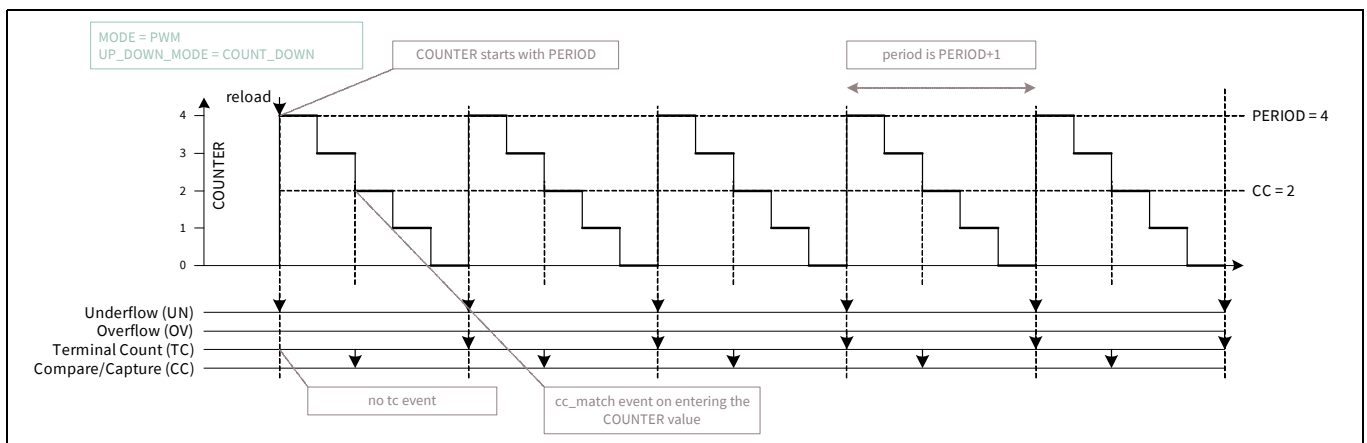 MODE = PWM
UP_DOWN_MODE = COUNT_DOWN
COUNTER starts with PERIOD
period is PERIOD+1
reload
4
PERIOD = 4
3
COUNTER
2
CC = 2
1
0
Underflow (UN)
Overflow (OV)
Terminal Count (TC)
Compare/Capture (CC)
no tc event
cc_match event on entering the
COUNTER value